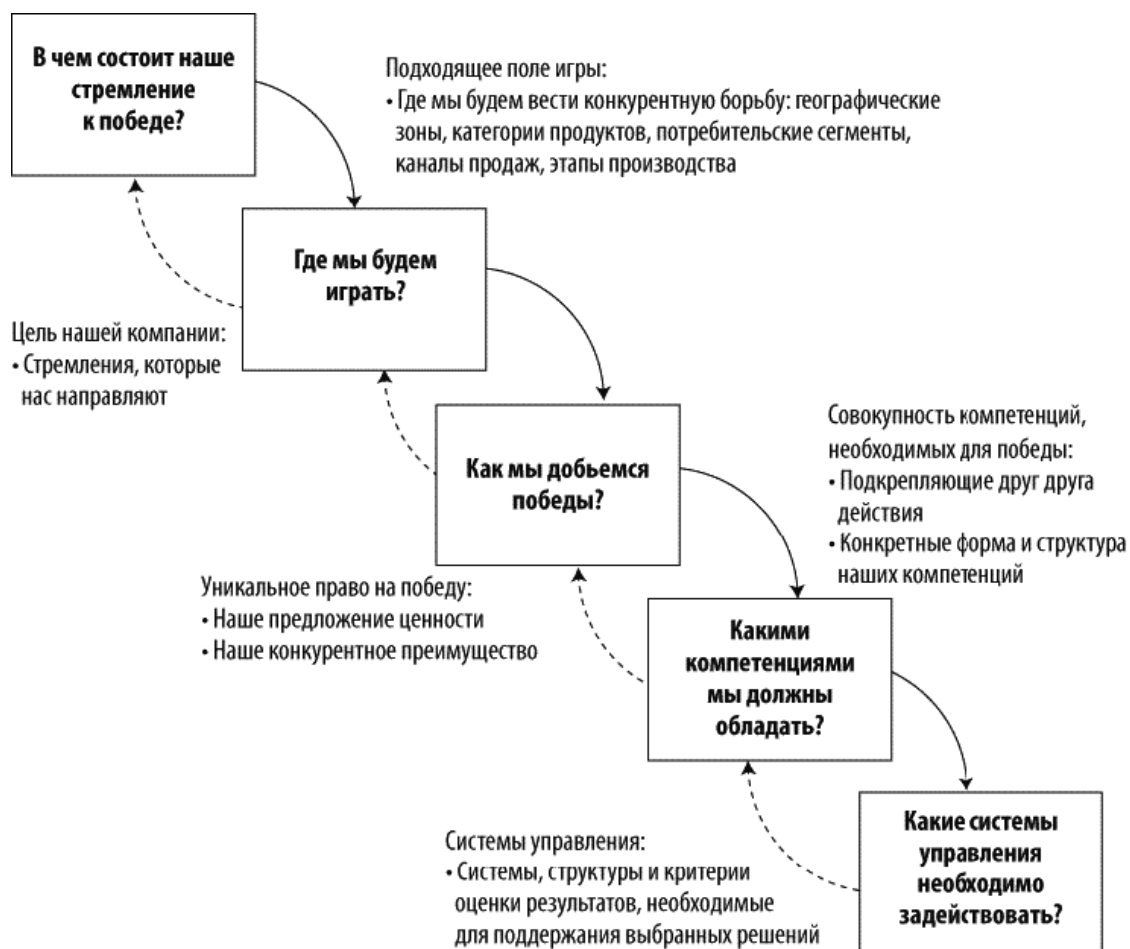 В чем состоит наше
стремление
к победе?
Подходящее поле игры:
• Где мы будем вести конкурентную борьбу: географические
зоны, категории продуктов, потребительские сегменты,
каналы продаж, этапы производства
Где мы будем
играть?
Цель нашей компании:
• Стремления, которые
нас направляют
Как мы добьемся
победы?
Совокупность компетенций,
необходимых для победы:
• Подкрепляющие друг друга
действия
• Конкретные форма и структура
наших компетенций
Уникальное право на победу:
• Наше предложение ценности
• Наше конкурентное преимущество
Какими
компетенциями
мы должны
обладать?
Системы управления:
• Системы, структуры и критерии
оценки результатов, необходимые
для поддержания выбранных решений
Какие системы
управления
необходимо
задействовать?